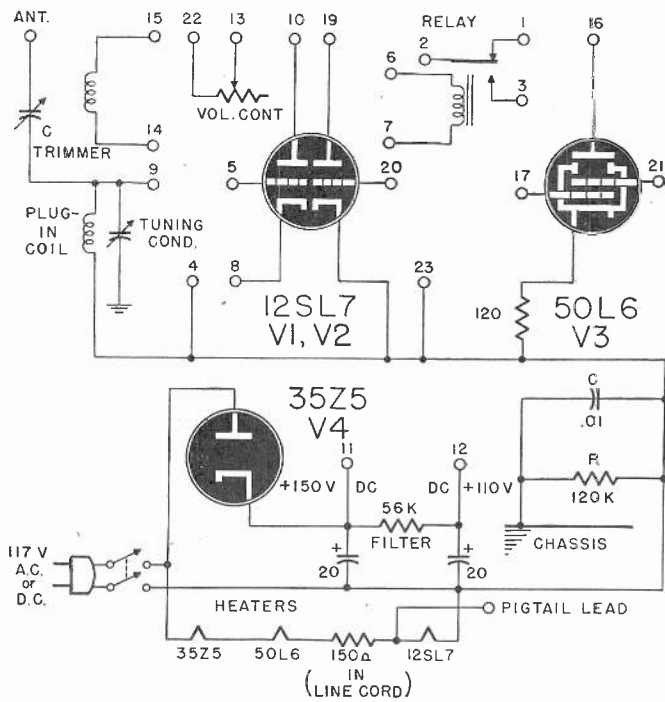 ANT. 15 22 13 10 19 RELAY 1 16
2
6
C
VOL. CONT
3
TRIMMER 14 7
9 5 20 17 21
PLUG-
IN
COIL
TUNING
COND.
4 8 23
12SL7
V1, V2
120
50L6
V3
35Z5
V4
C
.01
11 12
+150V DC DC +110V
R
120K
56K
FILTER
CHASSIS
117 V
A.C.
or
D.C.
+ +
20 20
HEATERS
PIGTAIL LEAD
35Z5 50L6 150Ω 12SL7
IN
(LINE CORD)